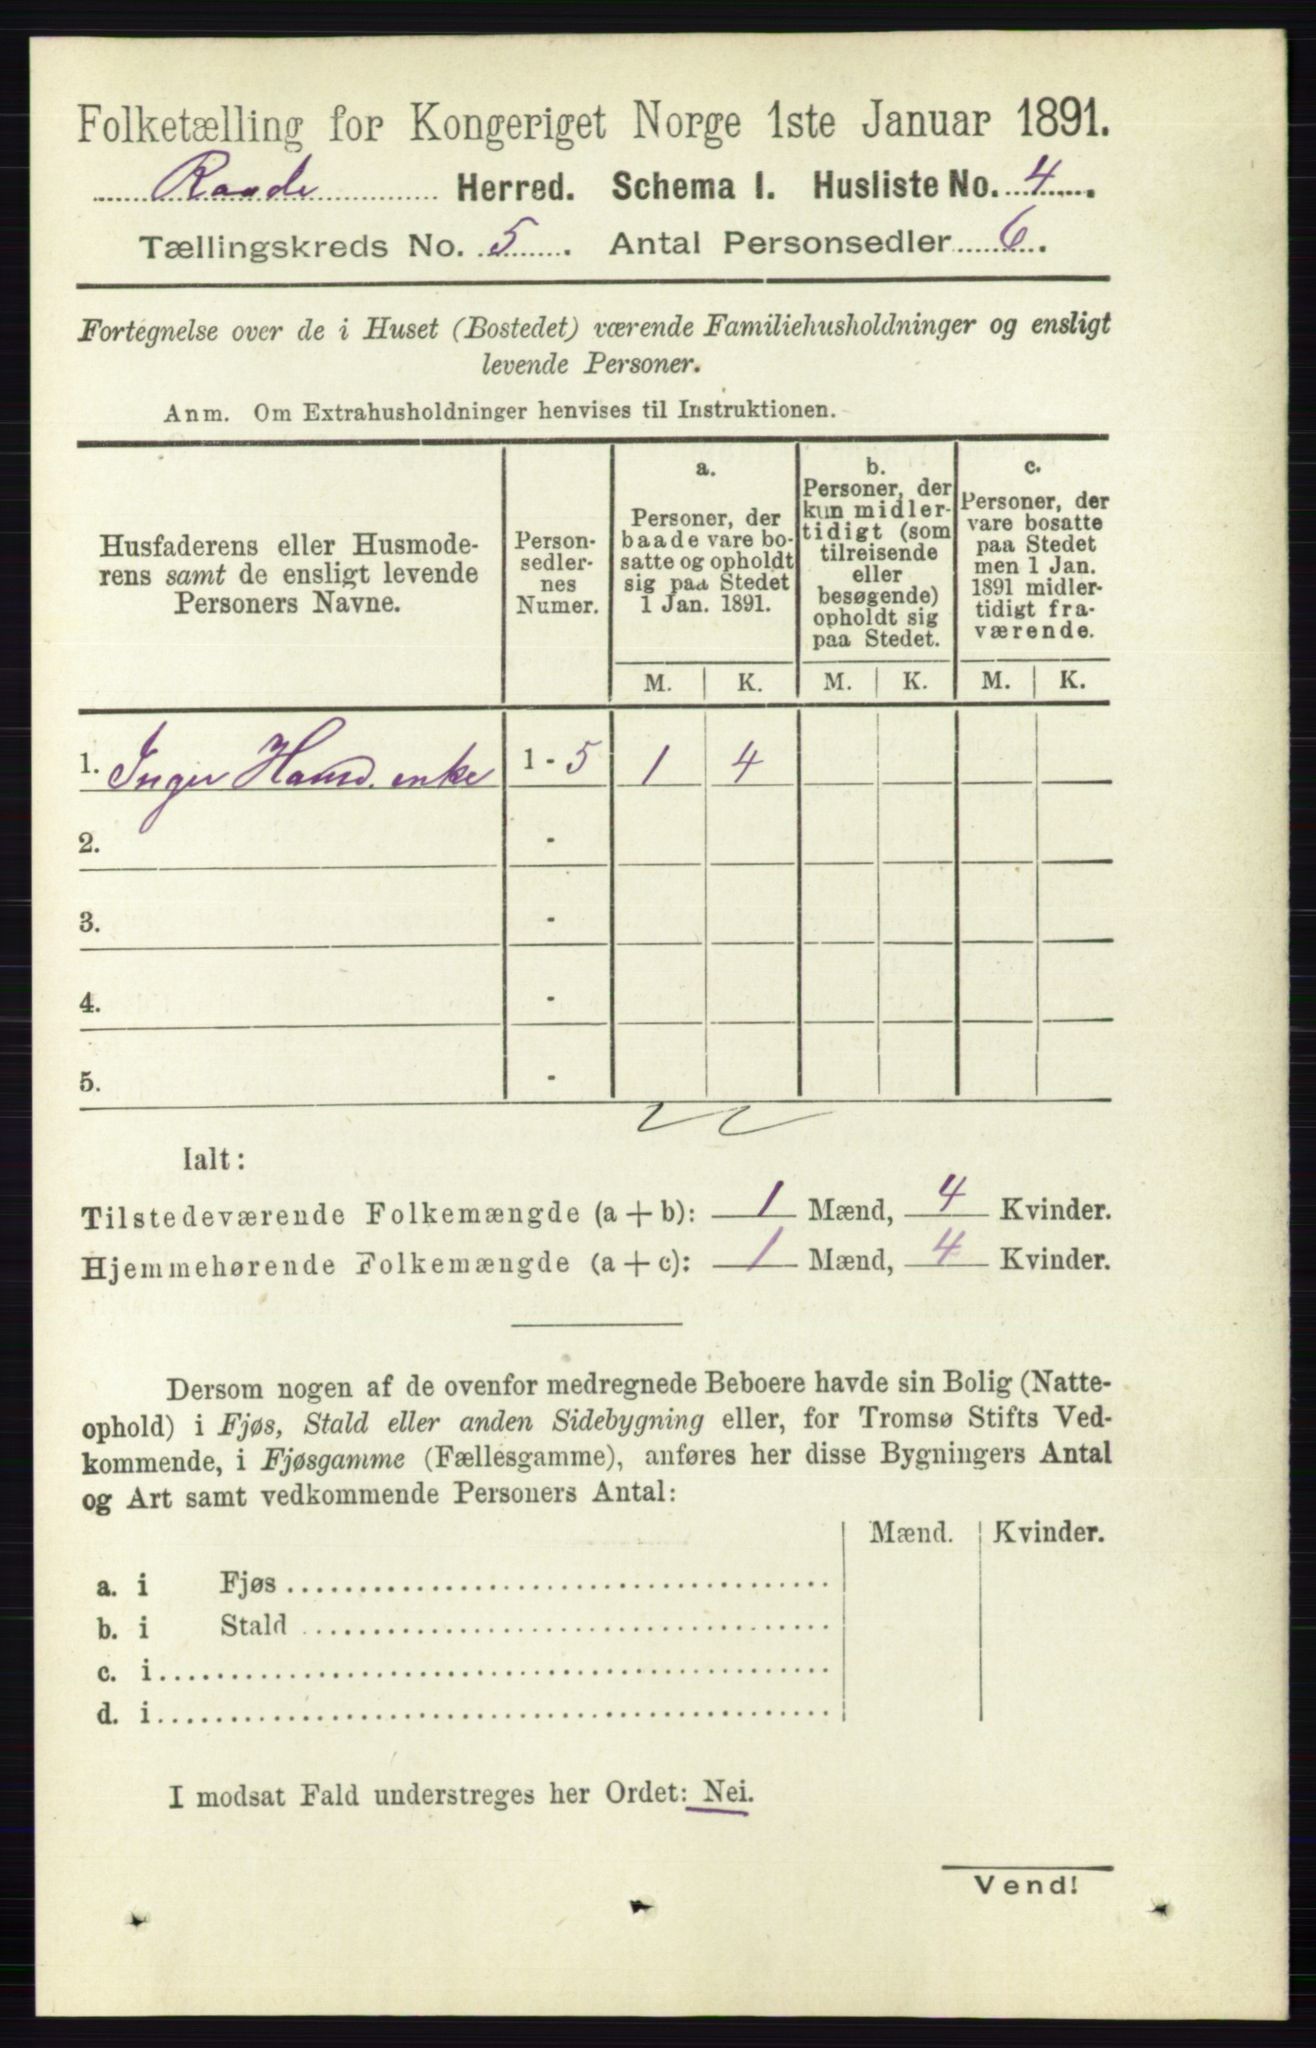 Folketælling for Kongeriget Norge 1ste Januar 1891.
Raade Herred. Schema I. Husliste No. 4.
Tællingskreds No. 5. Antal Personsedler 6.
Fortegnelse over de i Huset (Bostedet) værende Familiehusholdninger og ensligt
levende Personer.
Anm. Om Extrahusholdninger henvises til Instruktionen.
Husfaderens eller Husmode-
rens samt de ensligt levende
Personers Navne.
Person-
sedler-
nes
Numer.
a.
Personer, der
baade vare bo-
satte og opholdt
sig paa Stedet
1 Jan. 1891.
b.
Personer, der
kun midler-
tidigt (som
tilreisende
eller
besøgende)
opholdt sig
paa Stedet.
c.
Personer, der
vare bosatte
paa Stedet
men 1 Jan.
1891 midler-
tidigt fra-
værende.
M. K. M. K. M. K.
1. Inger Hansd. enke 1 - 5 1 4
2. -
3. -
4. -
5. -
Ialt:
Tilstedeværende Folkemængde (a + b): 1 Mænd, 4 Kvinder.
Hjemmehørende Folkemængde (a + c): 1 Mænd, 4 Kvinder.
Dersom nogen af de ovenfor medregnede Beboere havde sin Bolig (Natte-
ophold) i Fjøs, Stald eller anden Sidebygning eller, for Tromsø Stifts Ved-
kommende, i Fjøsgamme (Fællesgamme), anføres her disse Bygningers Antal
og Art samt vedkommende Personers Antal:
Mænd. Kvinder.
a. i Fjøs
b. i Stald
c. i
d. i
I modsat Fald understreges her Ordet: Nei.
Vend!